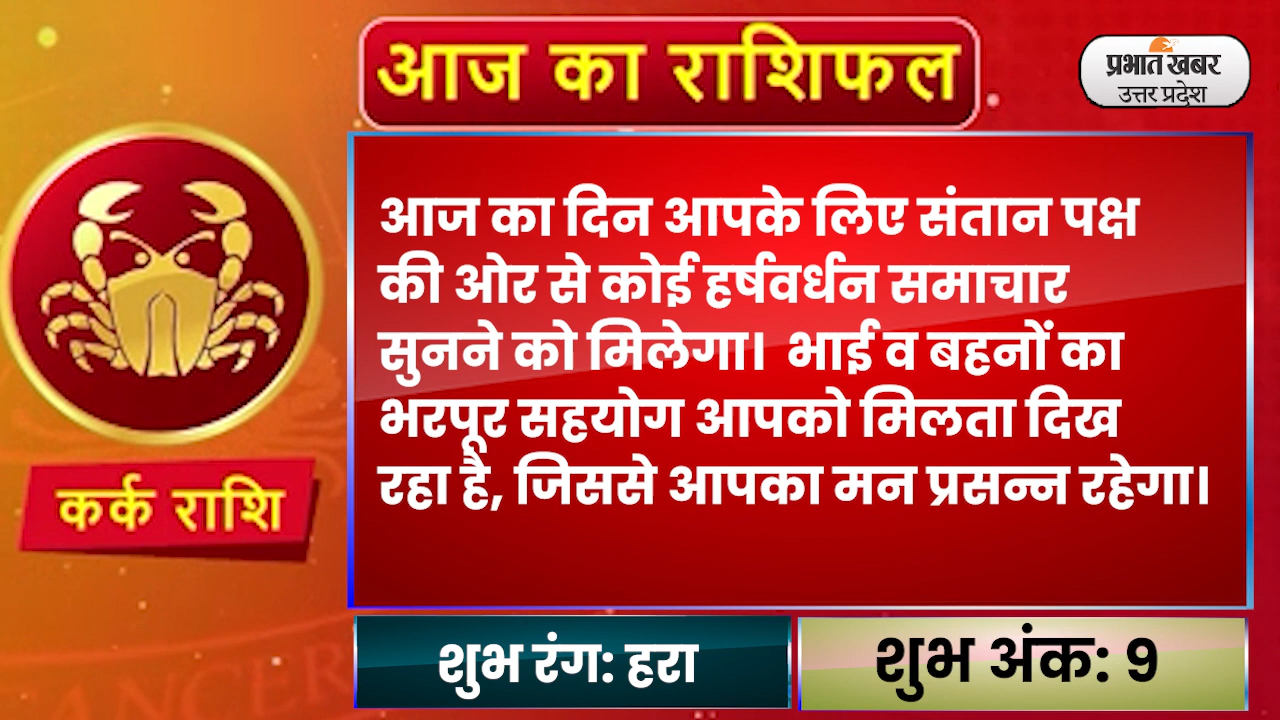 आज का राशिफल
प्रभात खबर
उत्तर प्रदेश
आज का दिन आपके लिए संतान पक्ष
की ओर से कोई हर्षवर्धन समाचार
सुनने को मिलेगा। भाई व बहनों का
भरपूर सहयोग आपको मिलता दिख
रहा है, जिससे आपका मन प्रसन्न रहेगा।
कर्क राशि
शुभ रंग: हरा
शुभ अंक: 9
CANCER